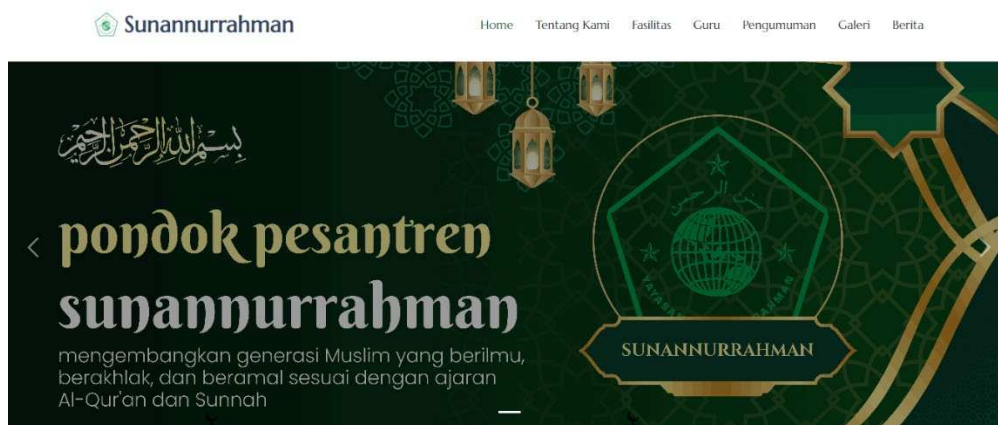 Sunannurrahman
Home Tentang Kami Fasilitas Guru Pengumuman Galeri Berita
بسم الله الرحمن الرحيم
pondok pesantren
sunannurrahman
mengembangkan generasi Muslim yang berilmu,
berakhlak, dan beramal sesuai dengan ajaran
Al-Qur'an dan Sunnah
SUNANNURRAHMAN